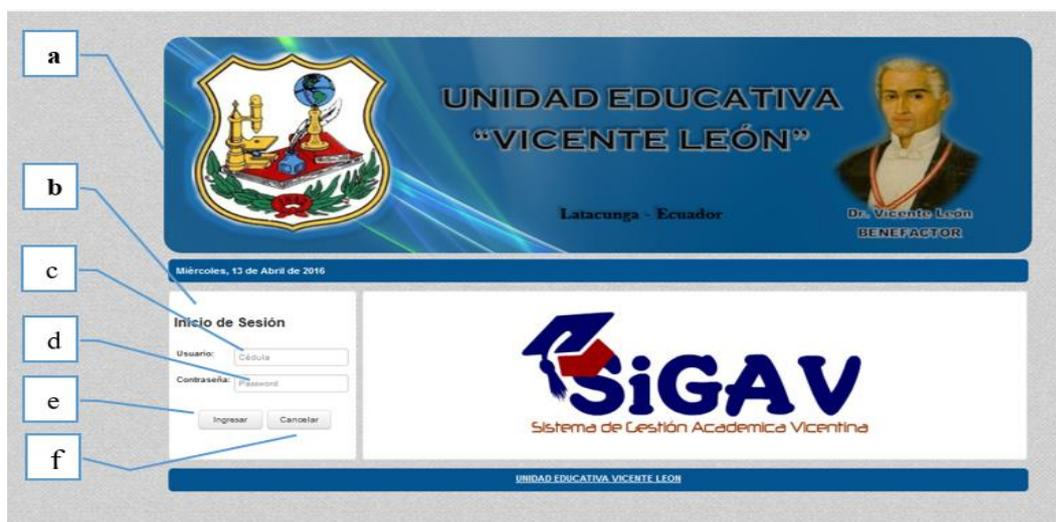 a
UNIDAD EDUCATIVA
“VICENTE LEÓN”
Latacunga - Ecuador
Dr. Vicente León
BENEFACTOR
b
c
Miércoles, 13 de Abril de 2016
Inicio de Sesión
d
Usuario: Cédula
Contraseña: Password
e
Ingresar Cancelar
f
SiGAV
Sistema de Gestión Academica Vicentina
UNIDAD EDUCATIVA VICENTE LEON